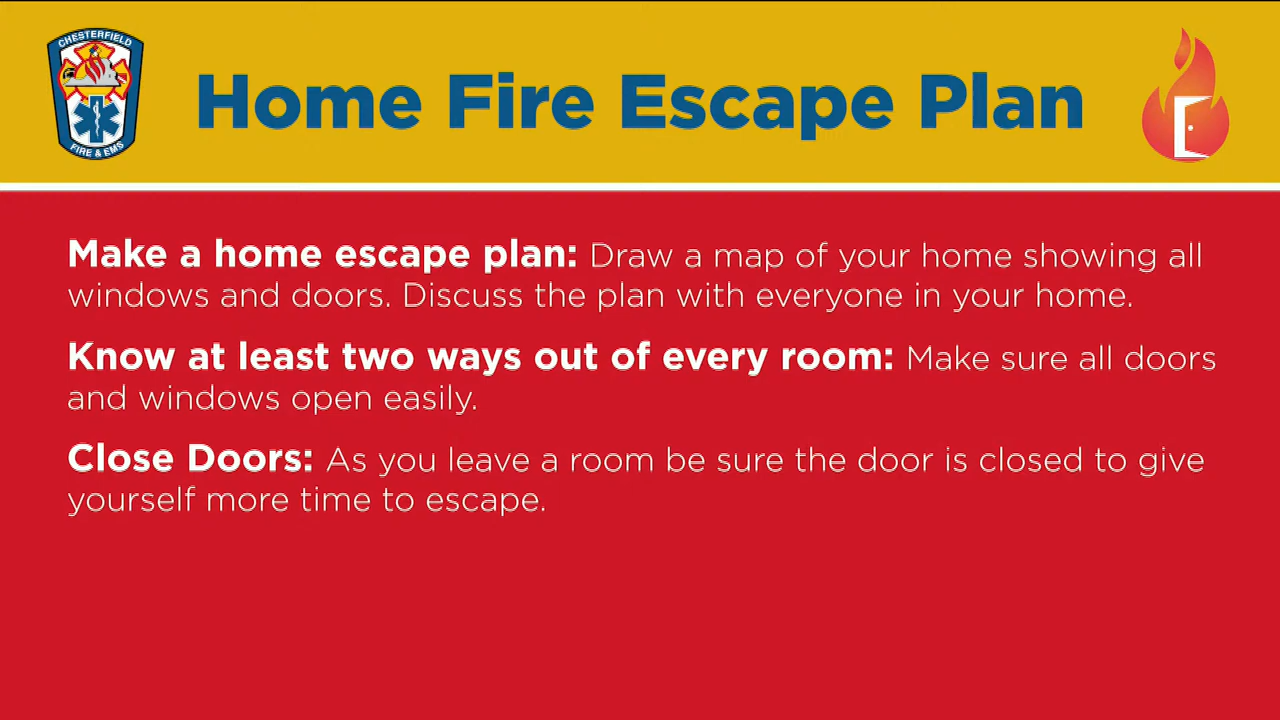 CHESTERFIELD
FIRE & EMS
Home Fire Escape Plan
Make a home escape plan: Draw a map of your home showing all
windows and doors. Discuss the plan with everyone in your home.
Know at least two ways out of every room: Make sure all doors
and windows open easily.
Close Doors: As you leave a room be sure the door is closed to give
yourself more time to escape.